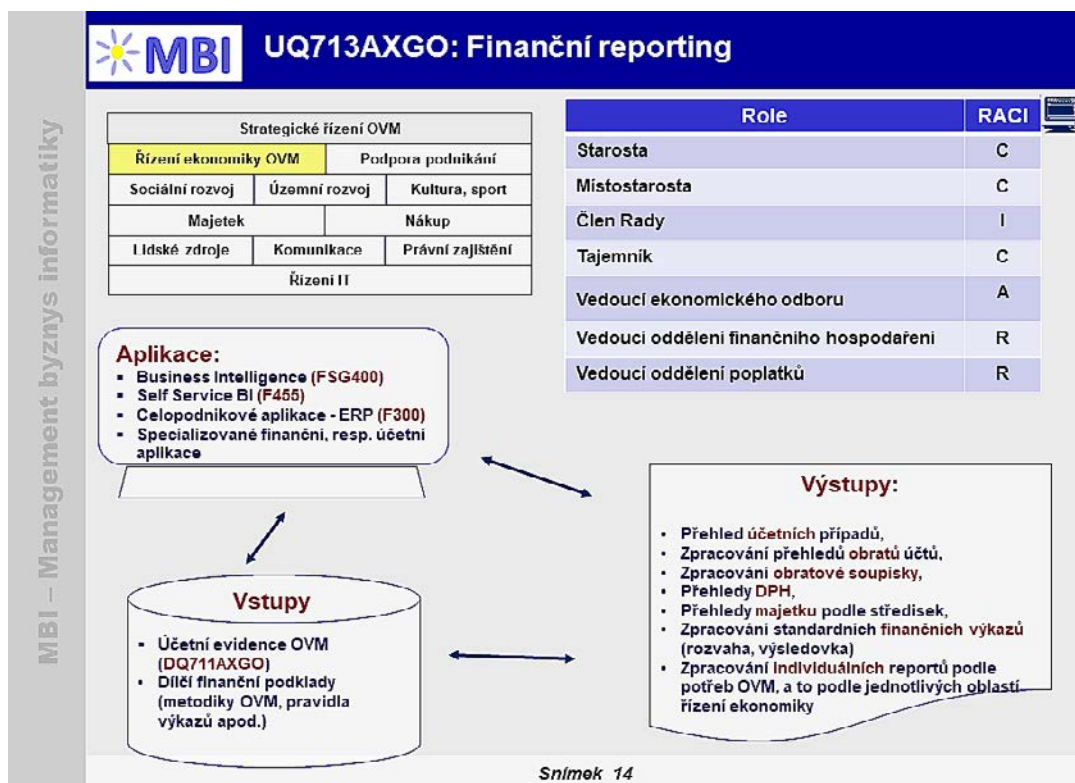 MBI
UQ713AXGO: Finanční reporting
MBI – Management byznys informatiky
Strategické řízení OVM
Řízení ekonomiky OVM Podpora podnikání
Sociální rozvoj Územní rozvoj Kultura, sport
Majetek Nákup
Lidské zdroje Komunikace Právní zajištění
Řízení IT
Role RACI
Starosta C
Místostarosta C
Člen Rady I
Tajemník C
Vedoucí ekonomického odboru A
Vedoucí oddělení finančního hospodaření R
Vedoucí oddělení poplatků R
Aplikace:
▪ Business Intelligence (FSG400)
▪ Self Service BI (F455)
▪ Celopodnikové aplikace - ERP (F300)
▪ Specializované finanční, resp. účetní
aplikace
Vstupy
▪ Účetní evidence OVM
(DQ711AXGO)
▪ Dílčí finanční podklady
(metodiky OVM, pravidla
výkazů apod.)
Výstupy:
• Přehled účetních případů,
• Zpracování přehledů obratů účtů,
• Zpracování obratové soupisky,
• Přehledy DPH,
• Přehledy majetku podle středisek,
• Zpracování standardních finančních výkazů
(rozvaha, výsledovka)
• Zpracování individuálních reportů podle
potřeb OVM, a to podle jednotlivých oblastí
řízení ekonomiky
Snímek 14